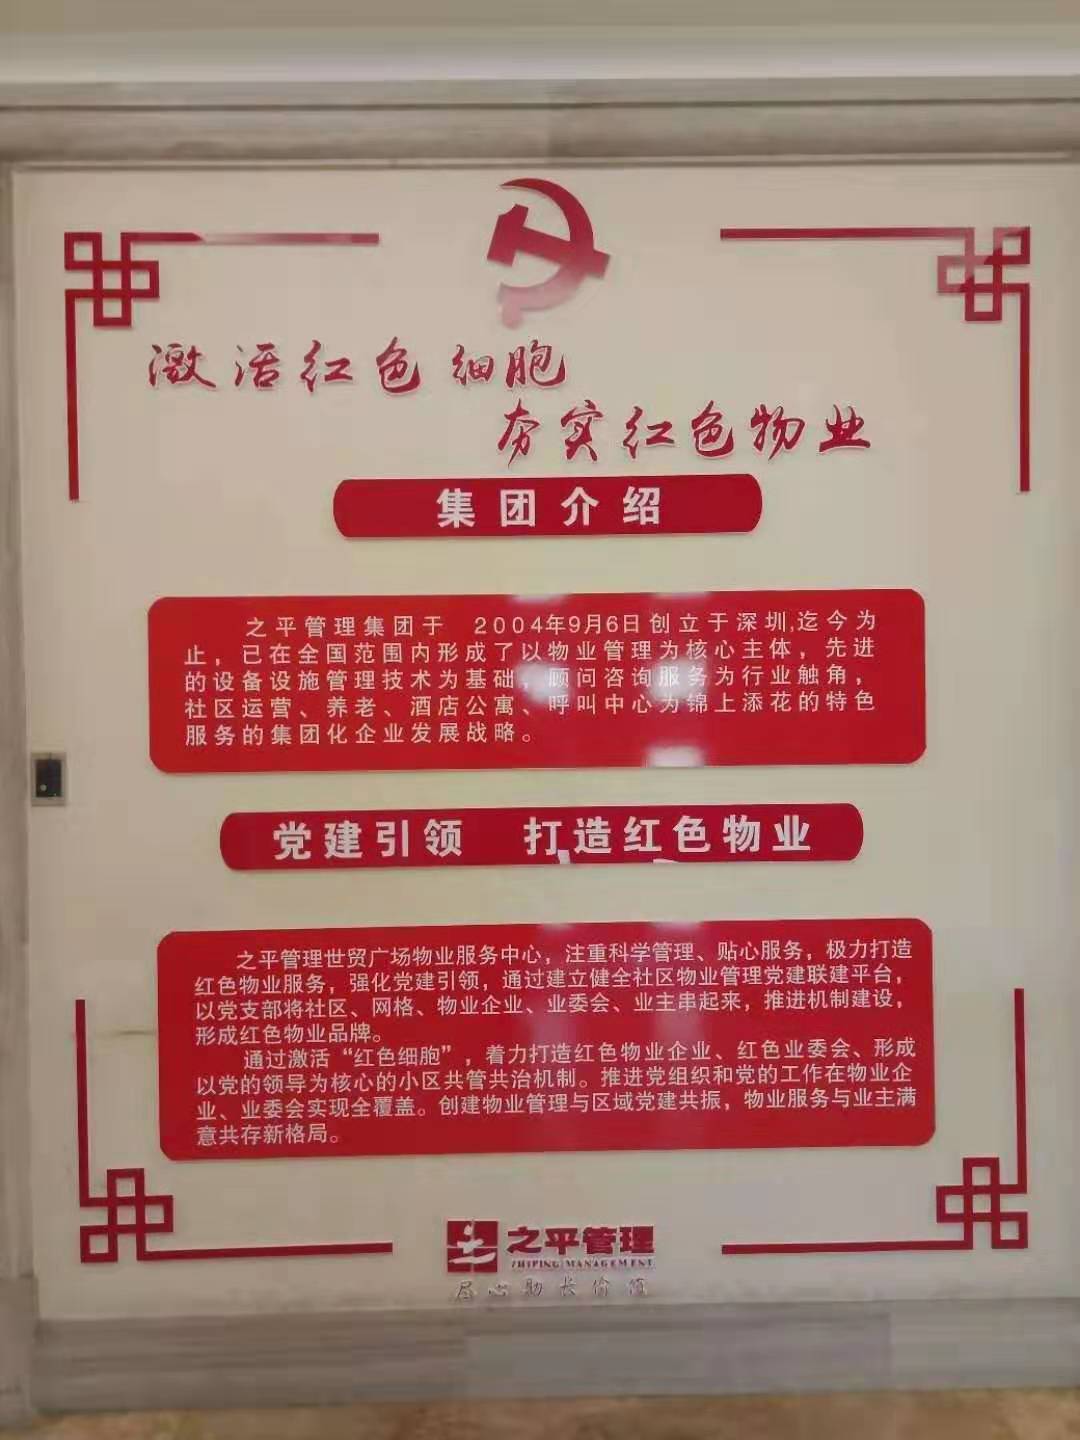 激活红色细胞
夯实红色物业
集团介绍
之平管理集团于 2004年9月6日创立于深圳,迄今为
止，已在全国范围内形成了以物业管理为核心主体，先进
的设备设施管理技术为基础，顾问咨询服务为行业触角，
社区运营、养老、酒店公寓、呼叫中心为锦上添花的特色
服务的集团化企业发展战略。
党建引领 打造红色物业
之平管理世贸广场物业服务中心，注重科学管理、贴心服务，极力打造
红色物业服务，强化党建引领，通过建立健全社区物业管理党建联建平台，
以党支部将社区、网格、物业企业、业委会、业主串起来，推进机制建设，
形成红色物业品牌。
通过激活“红色细胞”，着力打造红色物业企业、红色业委会、形成
以党的领导为核心的小区共管共治机制。推进党组织和党的工作在物业企
业、业委会实现全覆盖。创建物业管理与区域党建共振，物业服务与业主满
意共存新格局。
之平管理
ZHIPING MANAGEMENT
尽心助长价值